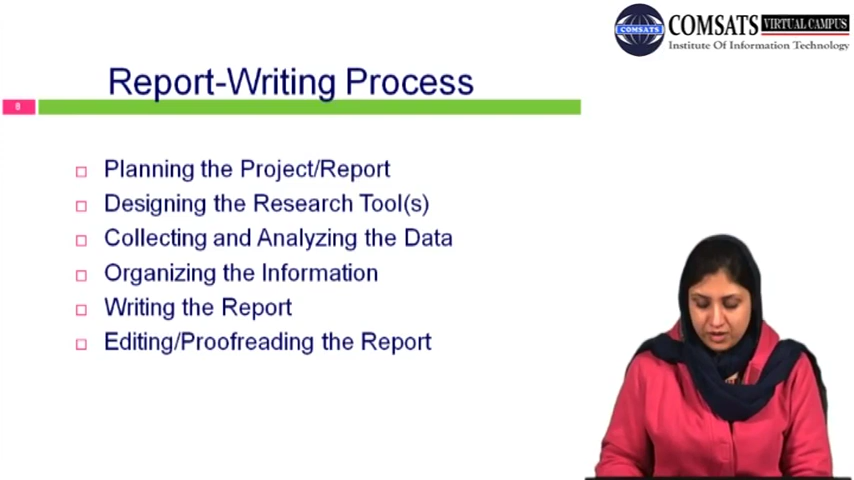 COMSATS VIRTUAL CAMPUS
COMSATS
Institute Of Information Technology
Report-Writing Process
8
Planning the Project/Report
Designing the Research Tool(s)
Collecting and Analyzing the Data
Organizing the Information
Writing the Report
Editing/Proofreading the Report